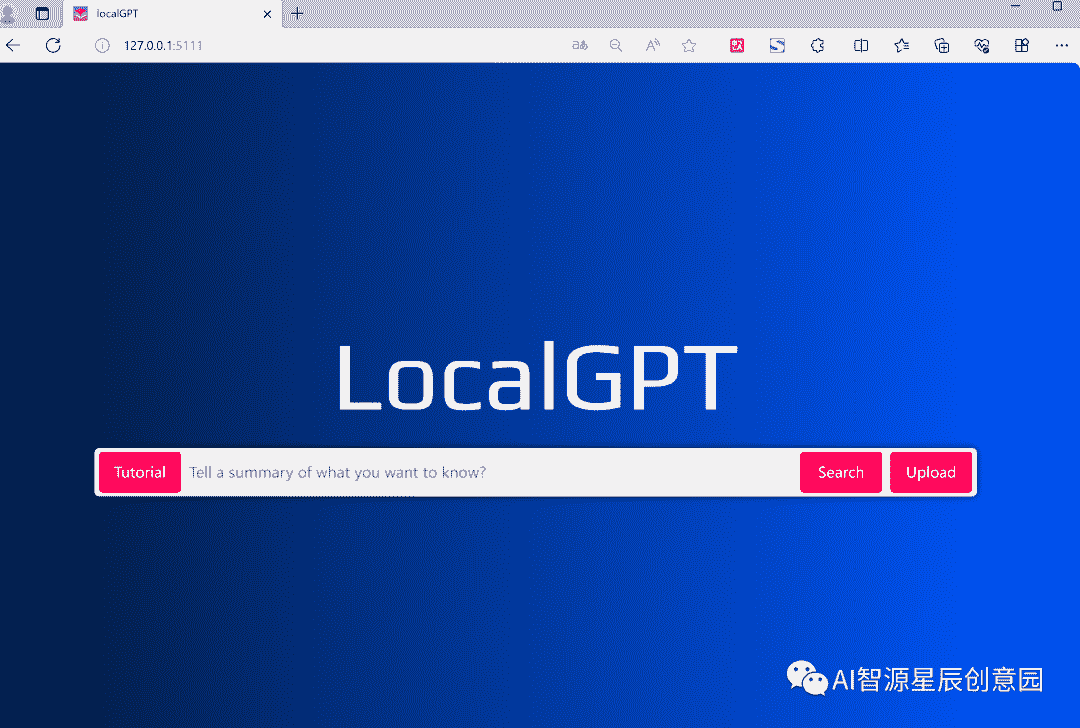 localGPT
127.0.0.1:5111
LocalGPT
Tutorial
Tell a summary of what you want to know?
Search
Upload
AI智源星辰创意园